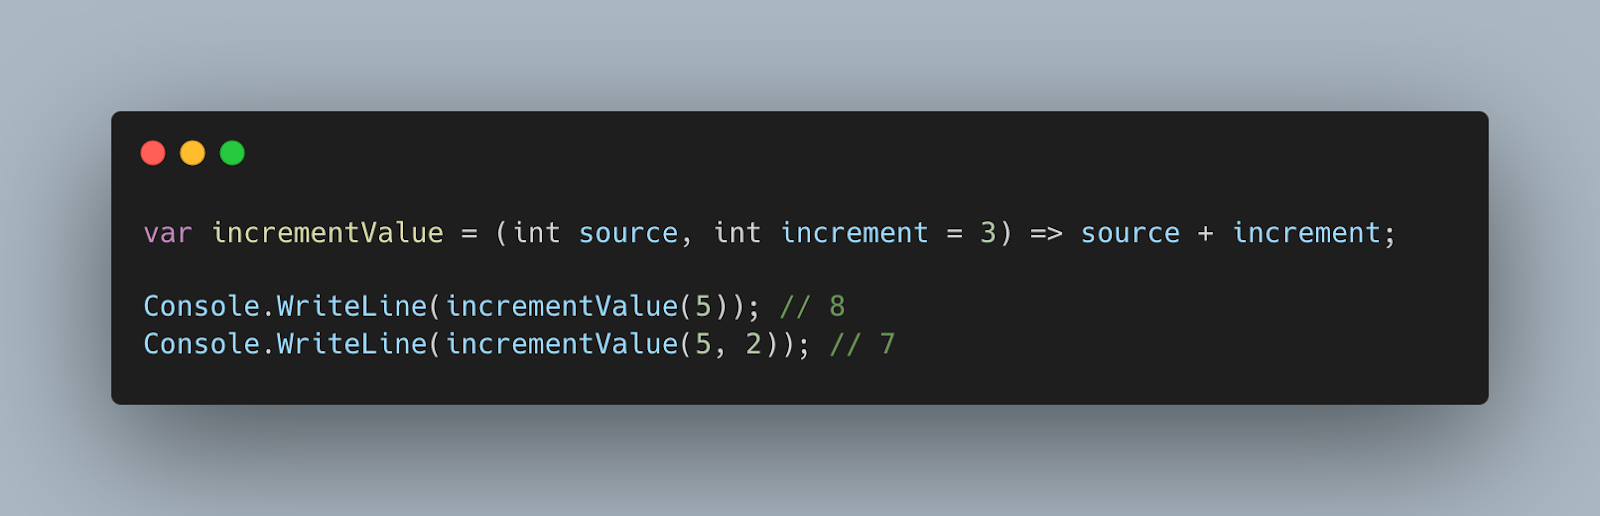 var incrementValue = (int source, int increment = 3) => source + increment;
Console.WriteLine(incrementValue(5)); // 8
Console.WriteLine(incrementValue(5, 2)); // 7